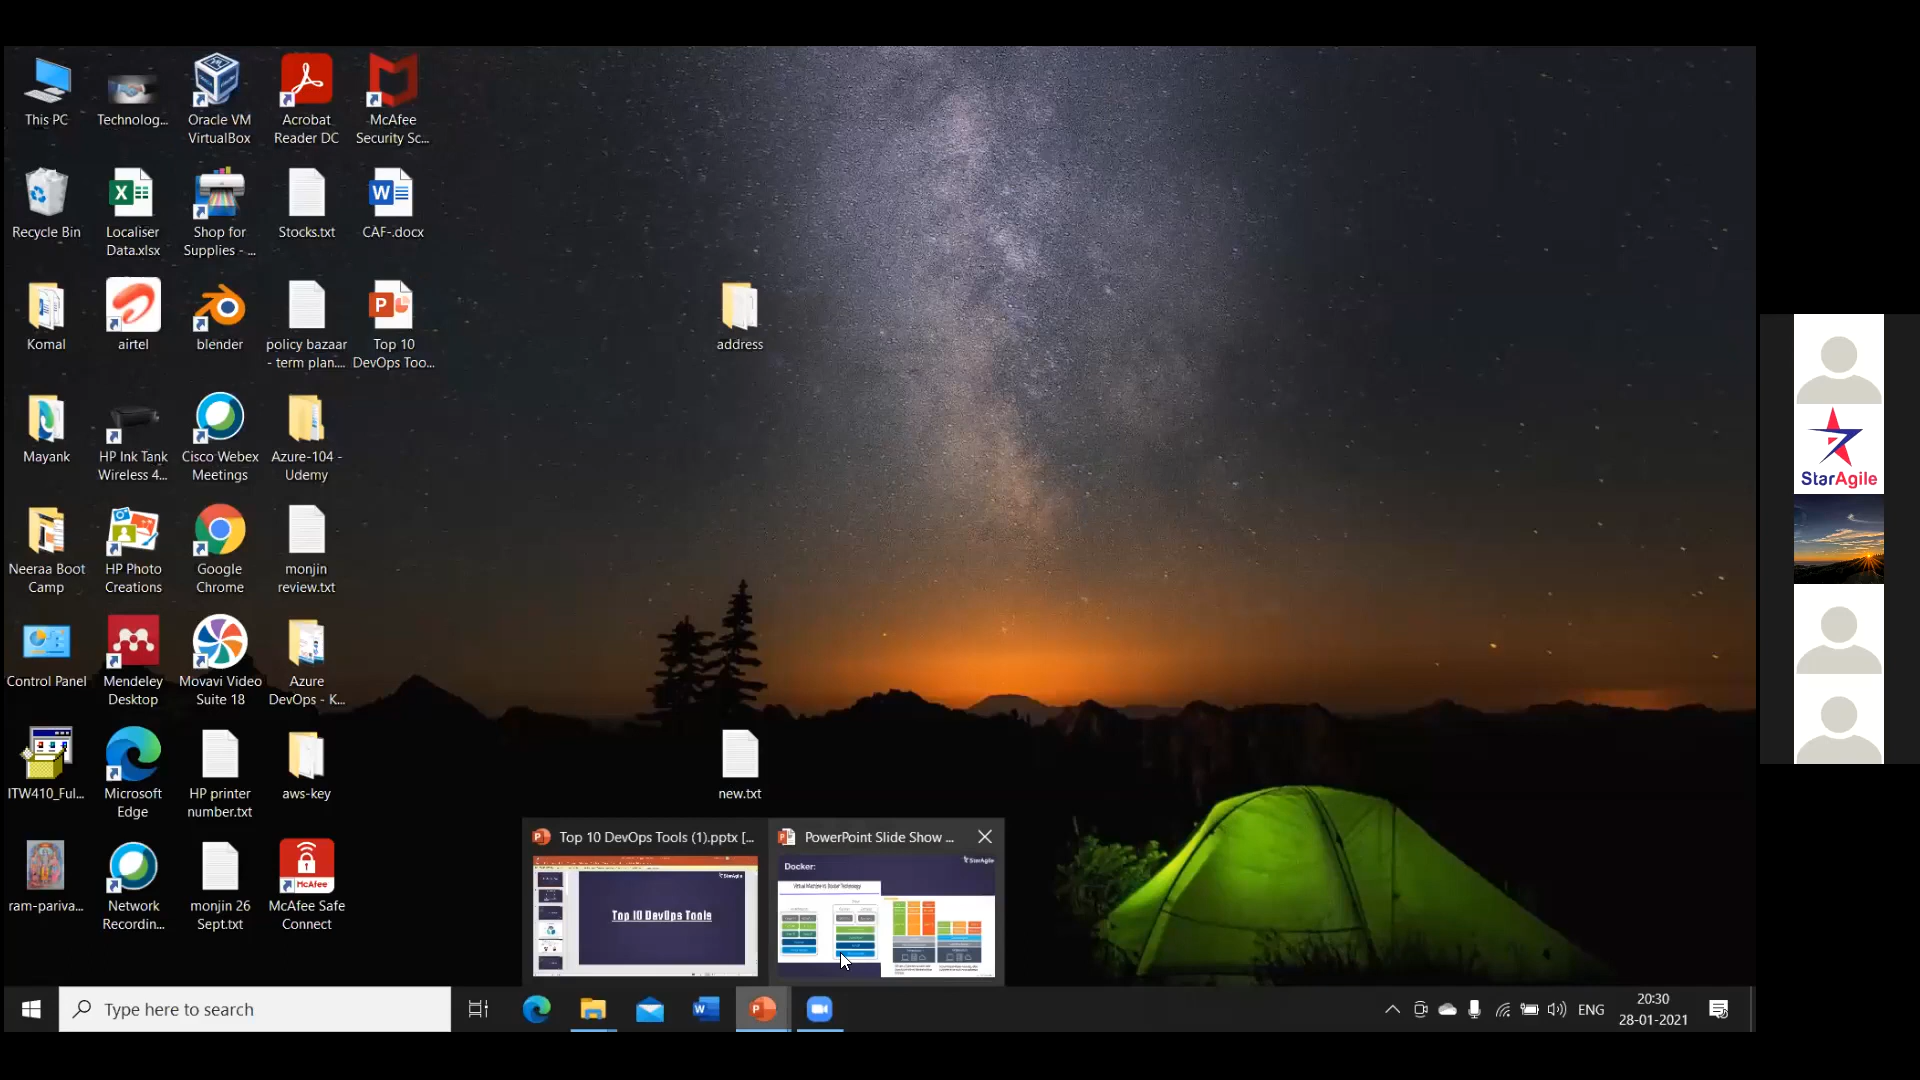 This PC
Technolog...
Oracle VM
VirtualBox
Acrobat
Reader DC
McAfee
Security Sc...
Recycle Bin
Localiser
Data.xlsx
Shop for
Supplies - ...
Stocks.txt
CAF-.docx
Komal
airtel
blender
policy bazaar
- term plan....
Top 10
DevOps Too...
address
Mayank
HP Ink Tank
Wireless 4...
Cisco Webex
Meetings
Azure-104 -
Udemy
StarAgile
Neeraa Boot
Camp
HP Photo
Creations
Google
Chrome
monjin
review.txt
Control Panel
Mendeley
Desktop
Movavi Video
Suite 18
Azure
DevOps - K...
ITW410_Ful...
Microsoft
Edge
HP printer
number.txt
aws-key
new.txt
ram-pariva...
Network
Recordin...
monjin 26
Sept.txt
McAfee
McAfee Safe
Connect
Top 10 DevOps Tools (1).pptx [...
PowerPoint Slide Show ...
StarAgile
Top 10 DevOps Tools
StarAgile
Docker:
Type here to search
ENG
20:30
28-01-2021